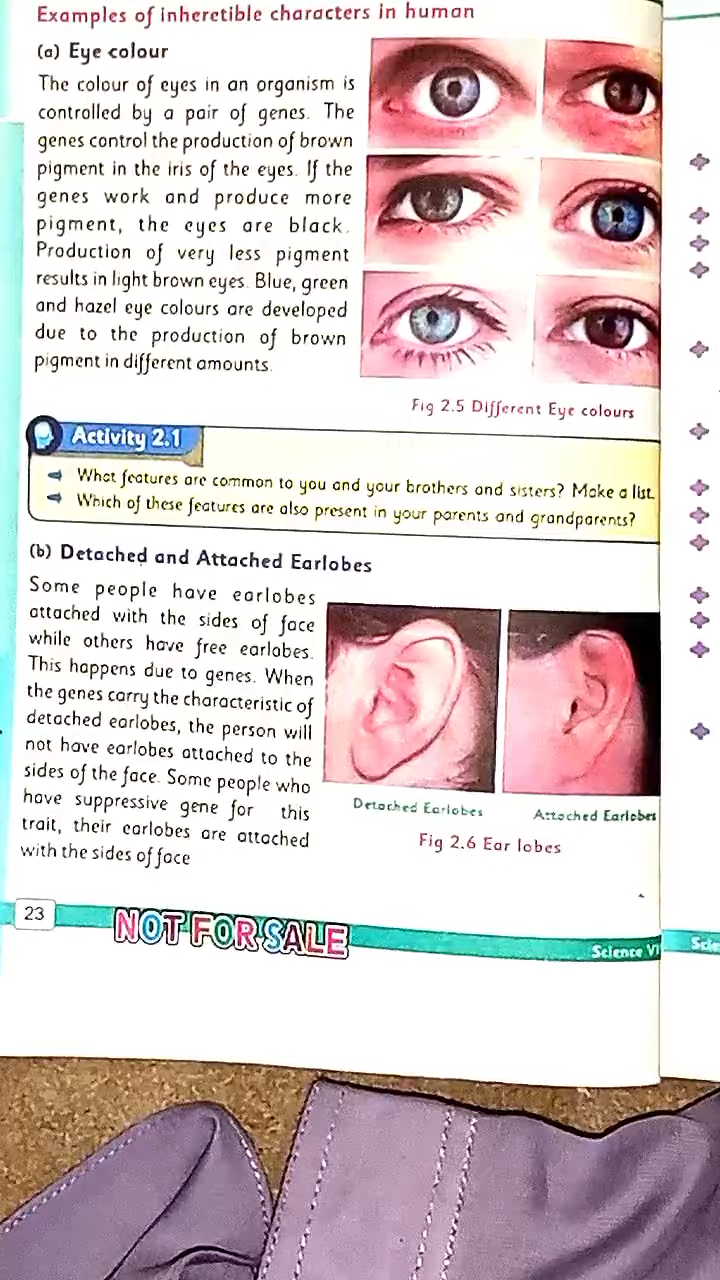 Examples of inheretible characters in human
(a) Eye colour
The colour of eyes in an organism is
controlled by a pair of genes. The
genes control the production of brown
pigment in the iris of the eyes. If the
genes work and produce more
pigment, the eyes are black.
Production of very less pigment
results in light brown eyes. Blue, green
and hazel eye colours are developed
due to the production of brown
pigment in different amounts.
Fig 2.5 Different Eye colours
Activity 2.1
What features are common to you and your brothers and sisters? Make a list.
Which of these features are also present in your parents and grandparents?
(b) Detached and Attached Earlobes
Some people have earlobes
attached with the sides of face
while others have free earlobes.
This happens due to genes. When
the genes carry the characteristic of
detached earlobes, the person will
not have earlobes attached to the
sides of the face. Some people who
have suppressive gene for this
trait, their earlobes are attached
with the sides of face
Detached Earlobes
Attached Earlobes
Fig 2.6 Ear lobes
23
NOT FOR SALE
Science